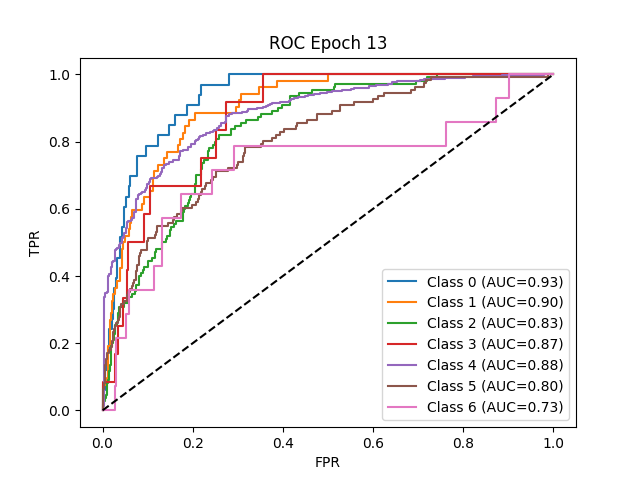 ROC Epoch 13
TPR
1.0
0.8
0.6
0.4
0.2
0.0
Class 0 (AUC=0.93)
Class 1 (AUC=0.90)
Class 2 (AUC=0.83)
Class 3 (AUC=0.87)
Class 4 (AUC=0.88)
Class 5 (AUC=0.80)
Class 6 (AUC=0.73)
0.0 0.2 0.4 0.6 0.8 1.0
FPR